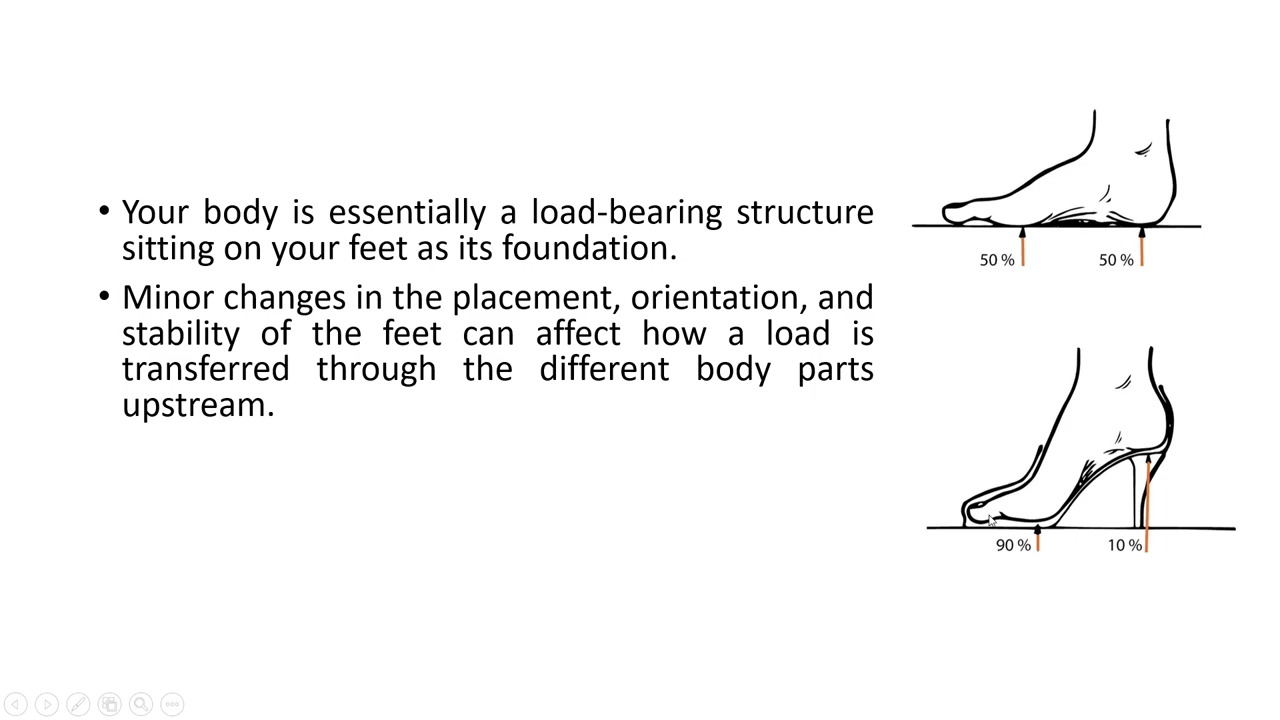 • Your body is essentially a load-bearing structure
sitting on your feet as its foundation.
• Minor changes in the placement, orientation, and
stability of the feet can affect how a load is
transferred through the different body parts
upstream.
50 %
50 %
90 %
10 %